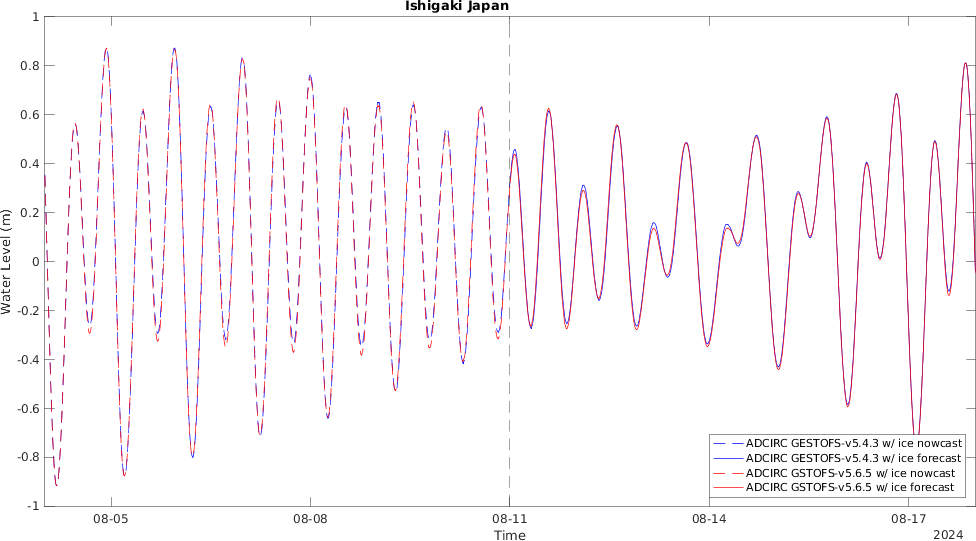 Ishigaki Japan
1
0.8
0.6
0.4
0.2
0
-0.2
-0.4
-0.6
-0.8
-1
Water Level (m)
ADCIRC GESTOFS-v5.4.3 w/ ice nowcast
ADCIRC GESTOFS-v5.4.3 w/ ice forecast
ADCIRC GSTOFS-v5.6.5 w/ ice nowcast
ADCIRC GSTOFS-v5.6.5 w/ ice forecast
08-05 08-08 08-11 08-14 08-17
Time
2024